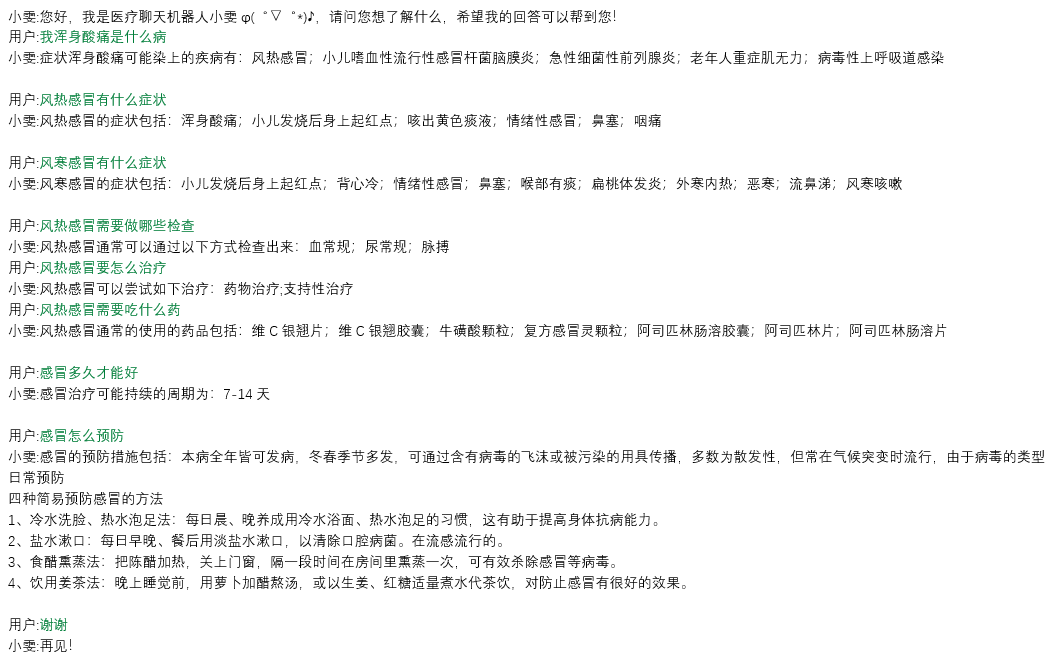 小雯:您好，我是医疗聊天机器人小雯 φ(゜▽゜*)♪，请问您想了解什么，希望我的回答可以帮到您！
用户:我浑身酸痛是什么病
小雯:症状浑身酸痛可能染上的疾病有：风热感冒；小儿嗜血性流行性感冒杆菌脑膜炎；急性细菌性前列腺炎；老年人重症肌无力；病毒性上呼吸道感染
用户:风热感冒有什么症状
小雯:风热感冒的症状包括：浑身酸痛；小儿发烧后身上起红点；咳出黄色痰液；情绪性感冒；鼻塞；咽痛
用户:风寒感冒有什么症状
小雯:风寒感冒的症状包括：小儿发烧后身上起红点；背心冷；情绪性感冒；鼻塞；喉部有痰；扁桃体发炎；外寒内热；恶寒；流鼻涕；风寒咳嗽
用户:风热感冒需要做哪些检查
小雯:风热感冒通常可以通过以下方式检查出来：血常规；尿常规；脉搏
用户:风热感冒要怎么治疗
小雯:风热感冒可以尝试如下治疗：药物治疗;支持性治疗
用户:风热感冒需要吃什么药
小雯:风热感冒通常的使用的药品包括：维 C 银翘片；维 C 银翘胶囊；牛磺酸颗粒；复方感冒灵颗粒；阿司匹林肠溶胶囊；阿司匹林片；阿司匹林肠溶片
用户:感冒多久才能好
小雯:感冒治疗可能持续的周期为：7-14 天
用户:感冒怎么预防
小雯:感冒的预防措施包括：本病全年皆可发病，冬春季节多发，可通过含有病毒的飞沫或被污染的用具传播，多数为散发性，但常在气候突变时流行，由于病毒的类型
日常预防
四种简易预防感冒的方法
1、冷水洗脸、热水泡足法：每日晨、晚养成用冷水浴面、热水泡足的习惯，这有助于提高身体抗病能力。
2、盐水漱口：每日早晚、餐后用淡盐水漱口，以清除口腔病菌。在流感流行的。
3、食醋熏蒸法：把陈醋加热，关上门窗，隔一段时间在房间里熏蒸一次，可有效杀除感冒等病毒。
4、饮用姜茶法：晚上睡觉前，用萝卜加醋熬汤，或以生姜、红糖适量煮水代茶饮，对防止感冒有很好的效果。
用户:谢谢
小雯:再见！